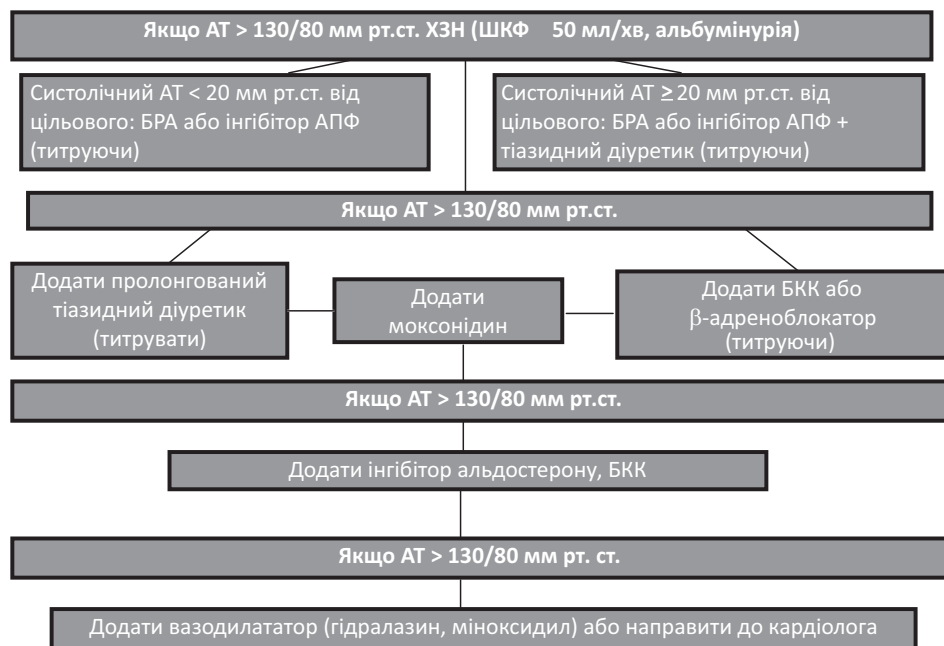 Якщо АТ > 130/80 мм рт.ст. ХЗН (ШКФ 50 мл/хв, альбумінурія)
Систолічний АТ < 20 мм рт.ст. від
цільового: БРА або інгібітор АПФ
(титруючи)
Систолічний АТ ≥ 20 мм рт.ст. від
цільового: БРА або інгібітор АПФ +
тіазидний діуретик (титруючи)
Якщо АТ > 130/80 мм рт.ст.
Додати пролонгований
тіазидний діуретик
(титрувати)
Додати
моксонідин
Додати БКК або
β-адреноблокатор
(титруючи)
Якщо АТ > 130/80 мм рт.ст.
Додати інгібітор альдостерону, БКК
Якщо АТ > 130/80 мм рт. ст.
Додати вазодилататор (гідралазин, міноксидил) або направити до кардіолога